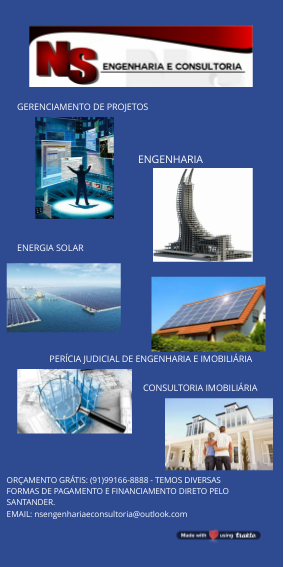 NS ENGENHARIA E CONSULTORIA
GERENCIAMENTO DE PROJETOS
ENGENHARIA
ENERGIA SOLAR
PERÍCIA JUDICIAL DE ENGENHARIA E IMOBILIÁRIA
CONSULTORIA IMOBILIÁRIA
ORÇAMENTO GRÁTIS: (91)99166-8888 - TEMOS DIVERSAS
FORMAS DE PAGAMENTO E FINANCIAMENTO DIRETO PELO
SANTANDER.
EMAIL: nsengenhariaeconsultoria@outlook.com
Made with using trakto